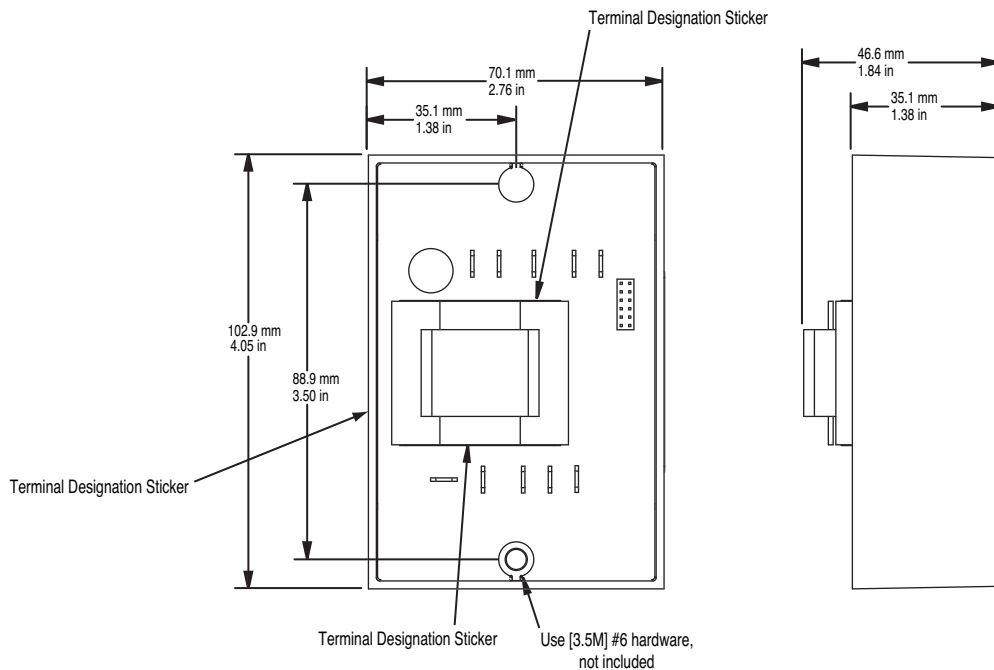 Terminal Designation Sticker
70.1 mm
2.76 in
35.1 mm
1.38 in
46.6 mm
1.84 in
35.1 mm
1.38 in
102.9 mm
4.05 in
88.9 mm
3.50 in
Terminal Designation Sticker
Terminal Designation Sticker
Use [3.5M] #6 hardware,
not included